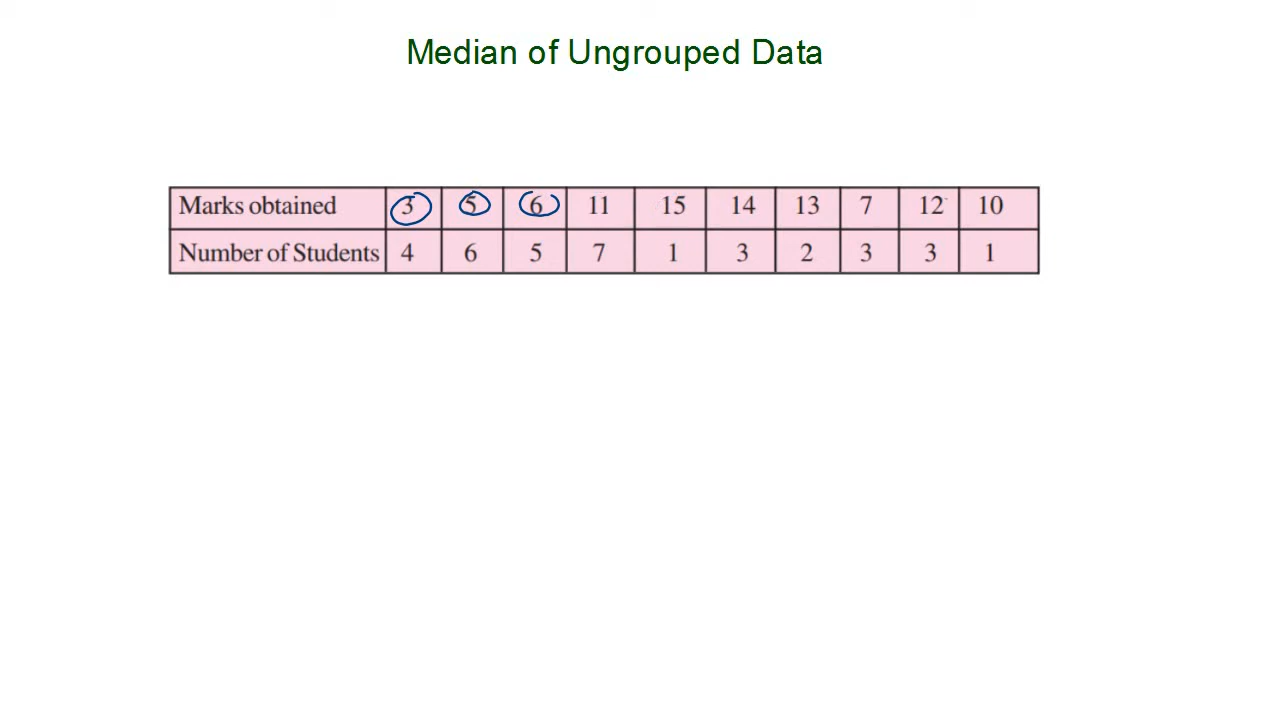 Median of Ungrouped Data
Marks obtained 3 5 6 11 15 14 13 7 12 10
Number of Students 4 6 5 7 1 3 2 3 3 1